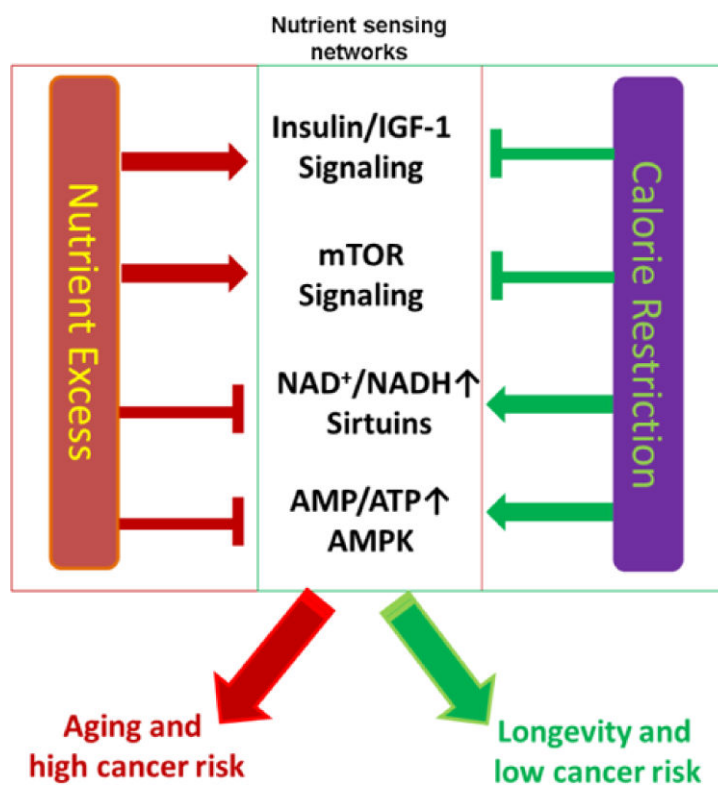 Nutrient sensing
networks
Nutrient Excess
Insulin/IGF-1
Signaling
mTOR
Signaling
NAD⁺/NADH↑
Sirtuins
AMP/ATP↑
AMPK
Calorie Restriction
Aging and
high cancer risk
Longevity and
low cancer risk